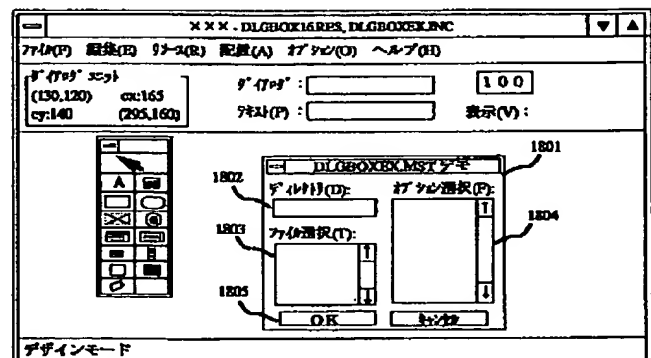 ××× - DLGBOX16.RES, DLGBOXEX.INC
ファイル(F) 編集(E) リソース(R) 配置(A) オプション(O) ヘルプ(H)
ダイアログ ユニット
(130,120) cx:165
cy:140 (295,160)
ダイアログ:
テキスト(P):
100
表示(V):
A
DLGBOXEX.MST デモ
1801
1802
ディレクトリ(D):
オプション選択(P):
1803
ファイル選択(T):
1804
1805
OK
キャンセル
デザインモード